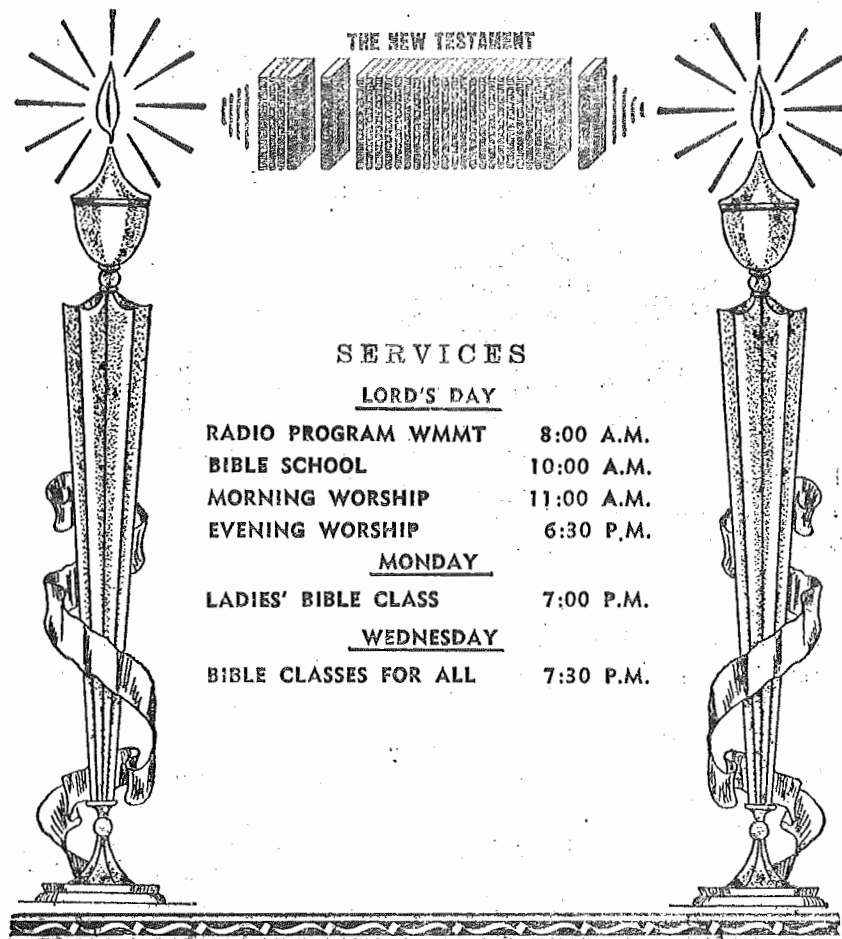 THE NEW TESTAMENT
SERVICES
LORD'S DAY
RADIO PROGRAM WMMT 8:00 A.M.
BIBLE SCHOOL 10:00 A.M.
MORNING WORSHIP 11:00 A.M.
EVENING WORSHIP 6:30 P.M.
MONDAY
LADIES' BIBLE CLASS 7:00 P.M.
WEDNESDAY
BIBLE CLASSES FOR ALL 7:30 P.M.